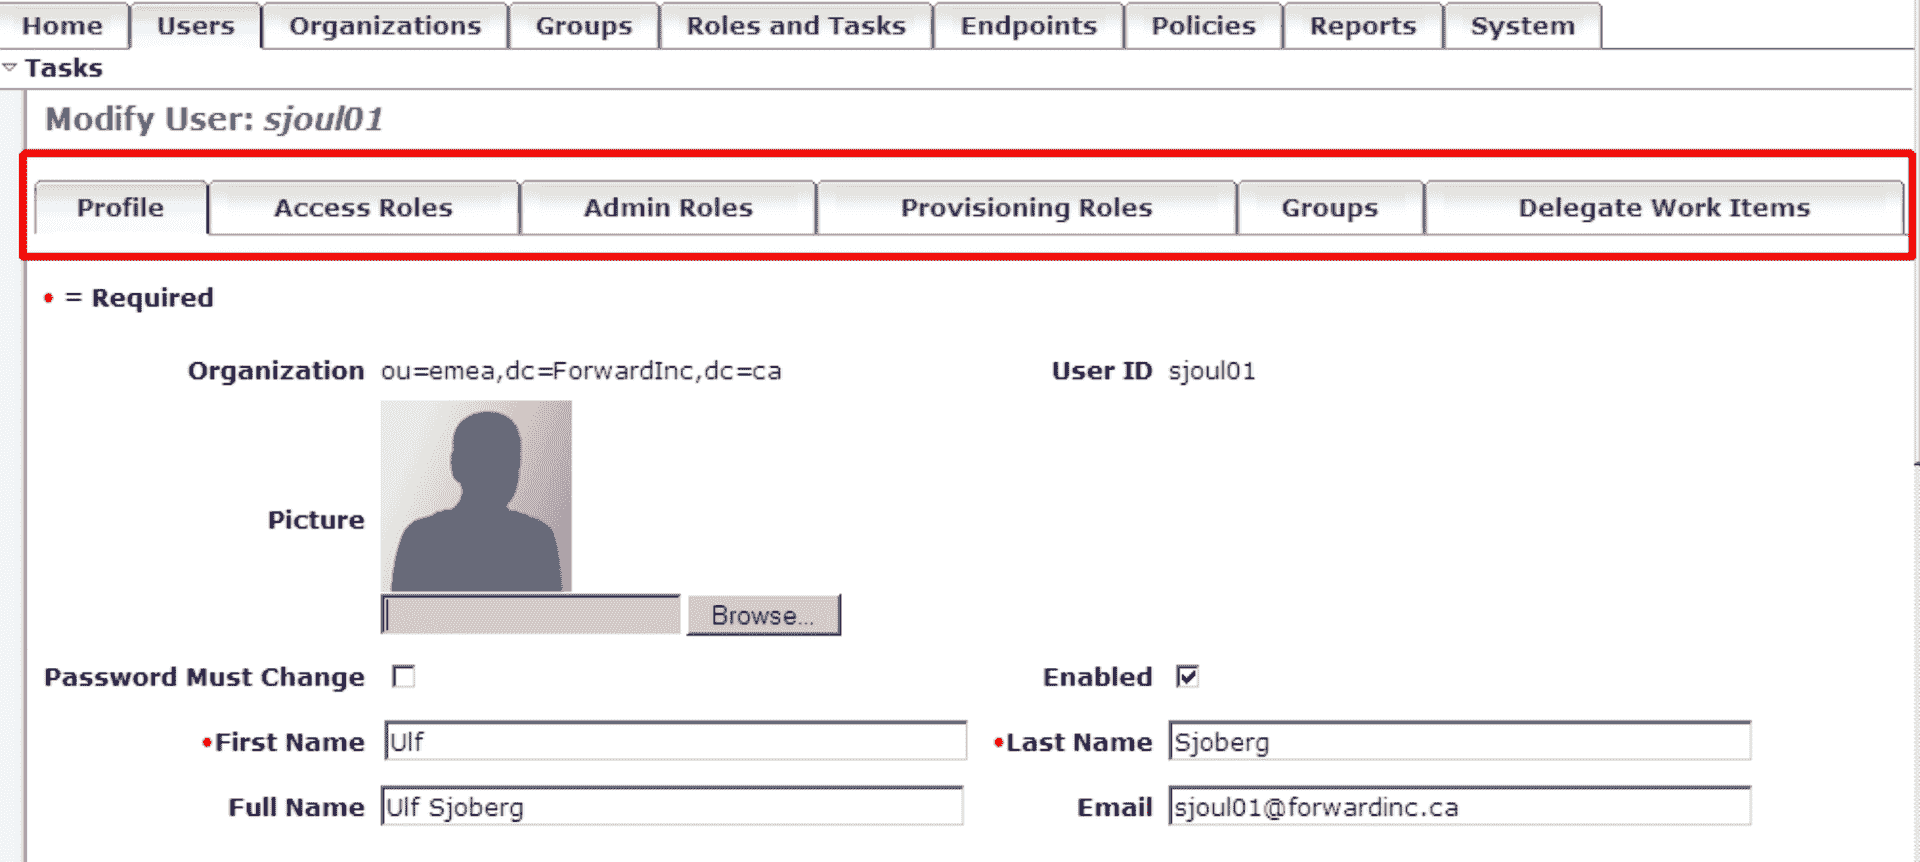 Home Users Organizations Groups Roles and Tasks Endpoints Policies Reports System
Tasks
Modify User: sjoul01
Profile Access Roles Admin Roles Provisioning Roles Groups Delegate Work Items
• = Required
Organization ou=emea,dc=ForwardInc,dc=ca User ID sjoul01
Picture
Browse...
Password Must Change Enabled
•First Name Ulf •Last Name Sjoberg
Full Name Ulf Sjoberg Email sjoul01@forwardinc.ca